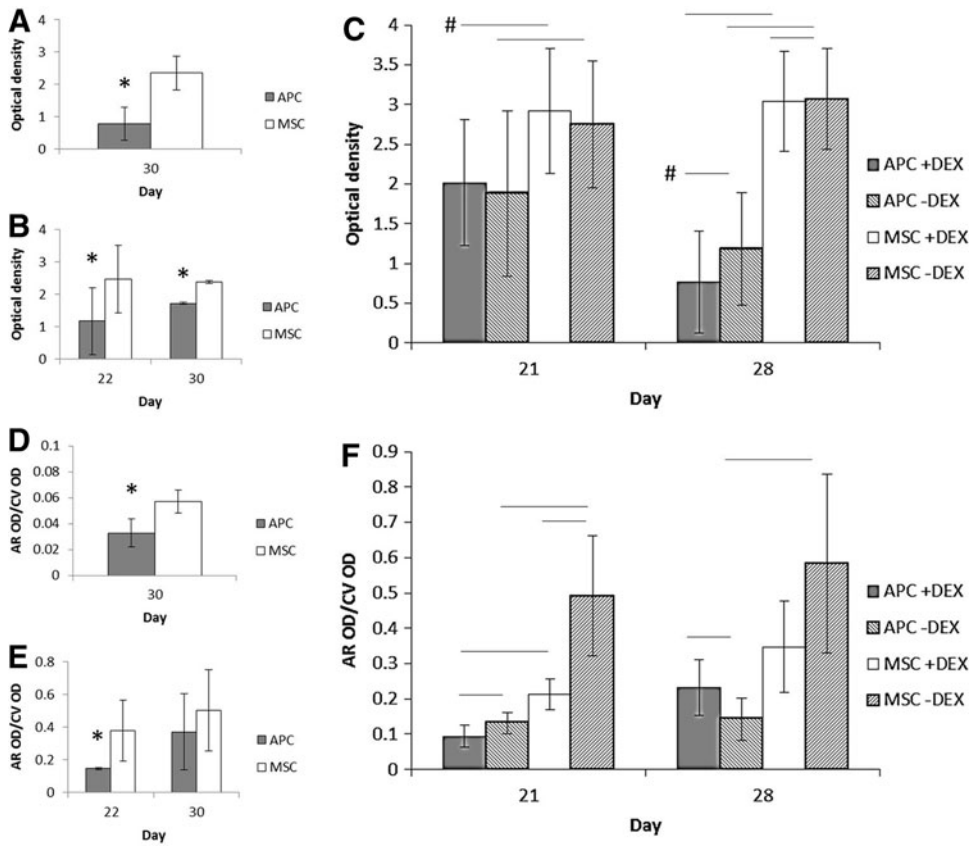 A
Optical density
4
3
2
1
0
*
30
Day
APC
MSC
B
Optical density
4
3
2
1
0
*
*
22
30
Day
APC
MSC
C
Optical density
4
3.5
3
2.5
2
1.5
1
0.5
0
#
#
21
28
Day
APC +DEX
APC -DEX
MSC +DEX
MSC -DEX
D
AR OD/CV OD
0.1
0.08
0.06
0.04
0.02
0
*
30
Day
APC
MSC
E
AR OD/CV OD
0.8
0.6
0.4
0.2
0
*
22
30
Day
APC
MSC
F
AR OD/CV OD
0.9
0.8
0.7
0.6
0.5
0.4
0.3
0.2
0.1
0
21
28
Day
APC +DEX
APC -DEX
MSC +DEX
MSC -DEX